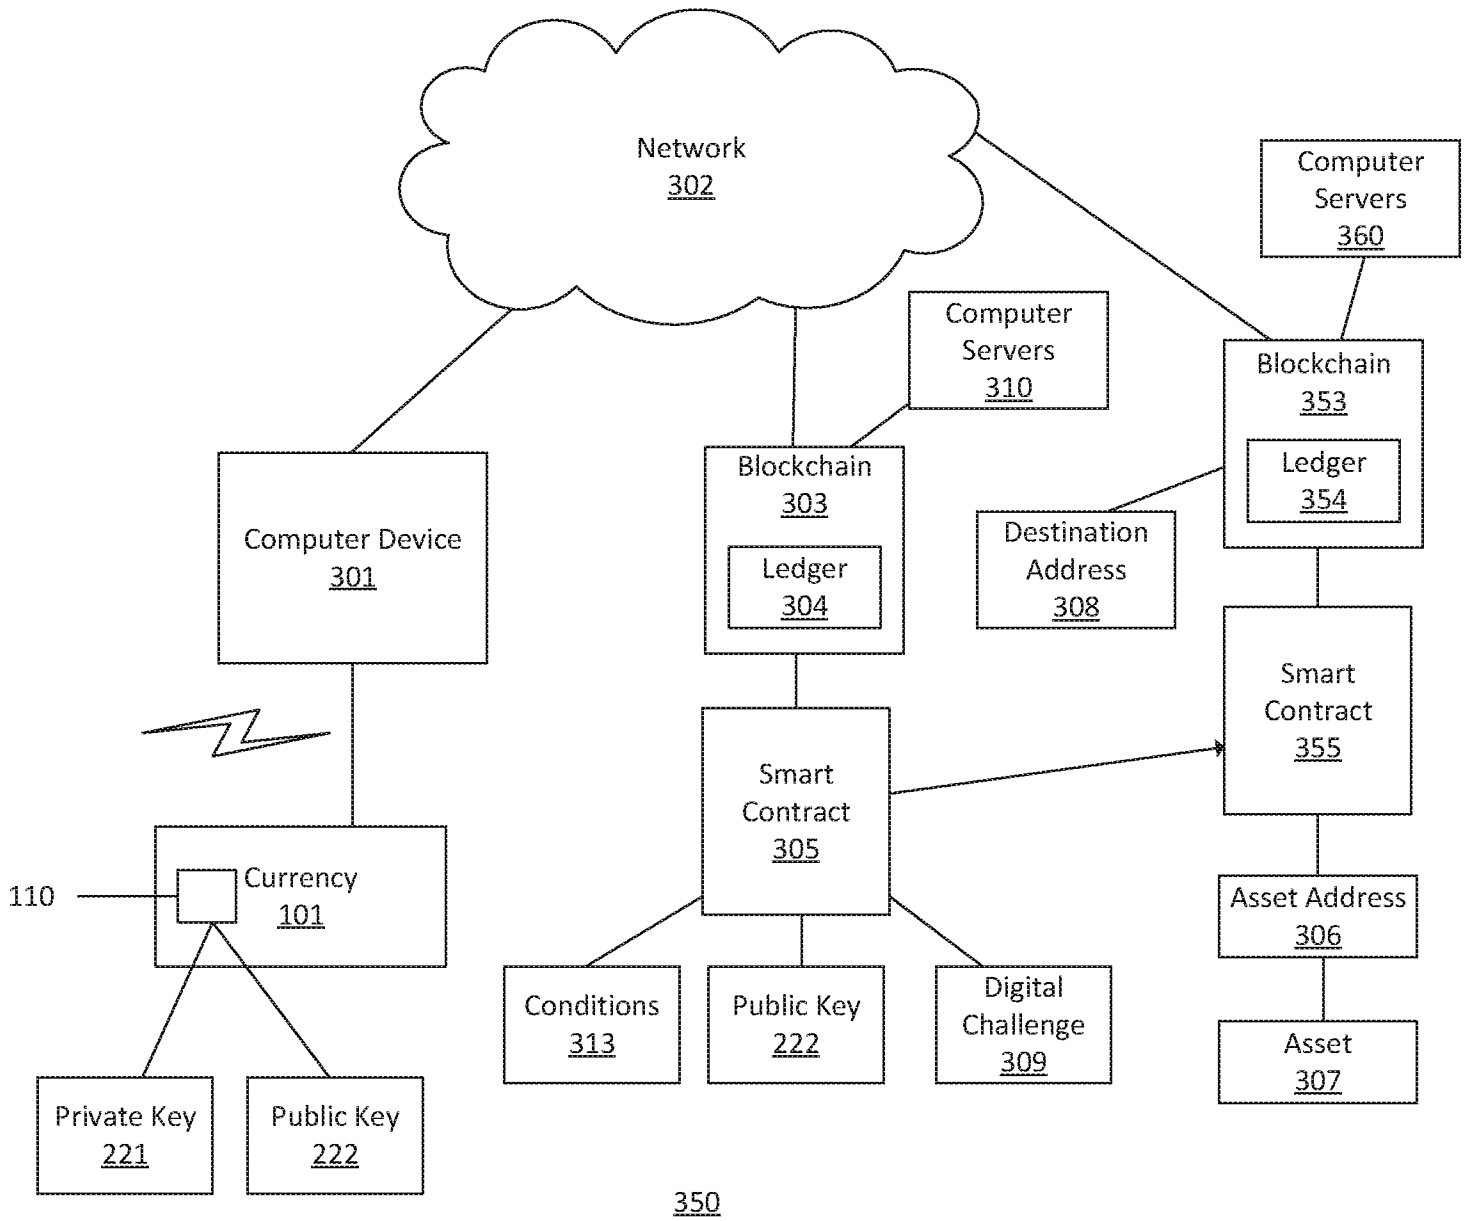 Network
302
Computer
Servers
360
Computer
Servers
310
Blockchain
353
Ledger
354
Blockchain
303
Ledger
304
Computer Device
301
Destination
Address
308
Smart
Contract
355
Smart
Contract
305
110
Currency
101
Asset Address
306
Conditions
313
Public Key
222
Digital
Challenge
309
Asset
307
Private Key
221
Public Key
222
350